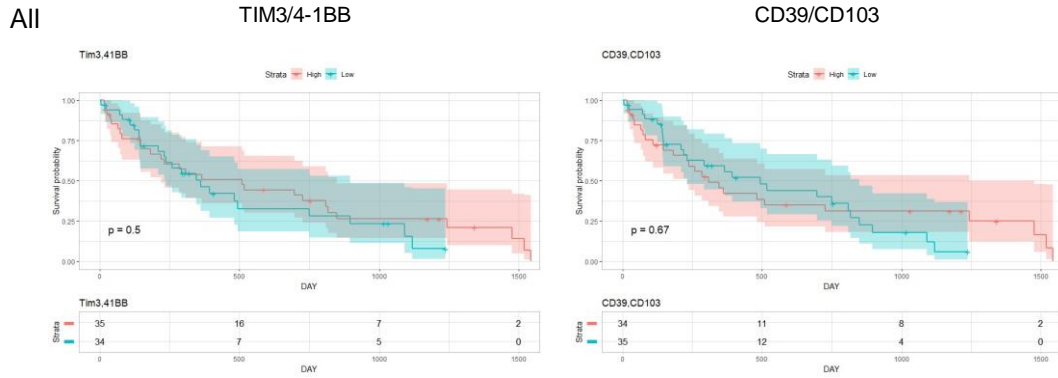 All
TIM3/4-1BB
Tim3,41BB
Strata High Low
1.00
0.75
0.50
0.25
0.00
Survival probability
p = 0.5
0 500 1000 1500
DAY
Tim3,41BB
Strata
35 16 7 2
34 7 5 0
0 500 1000 1500
DAY
CD39/CD103
CD39,CD103
Strata High Low
1.00
0.75
0.50
0.25
0.00
Survival probability
p = 0.67
0 500 1000 1500
DAY
CD39,CD103
Strata
34 11 8 2
35 12 4 0
0 500 1000 1500
DAY